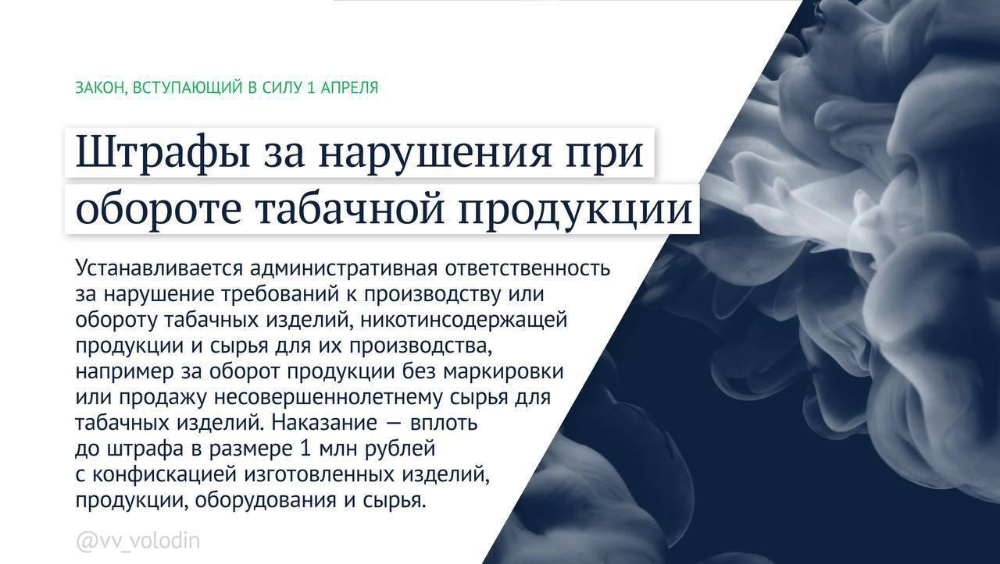 ЗАКОН, ВСТУПАЮЩИЙ В СИЛУ 1 АПРЕЛЯ
Штрафы за нарушения при
обороте табачной продукции
Устанавливается административная ответственность
за нарушение требований к производству или
обороту табачных изделий, никотинсодержащей
продукции и сырья для их производства,
например за оборот продукции без маркировки
или продажу несовершеннолетнему сырья для
табачных изделий. Наказание — вплоть
до штрафа в размере 1 млн рублей
с конфискацией изготовленных изделий,
продукции, оборудования и сырья.
@vv_volodin